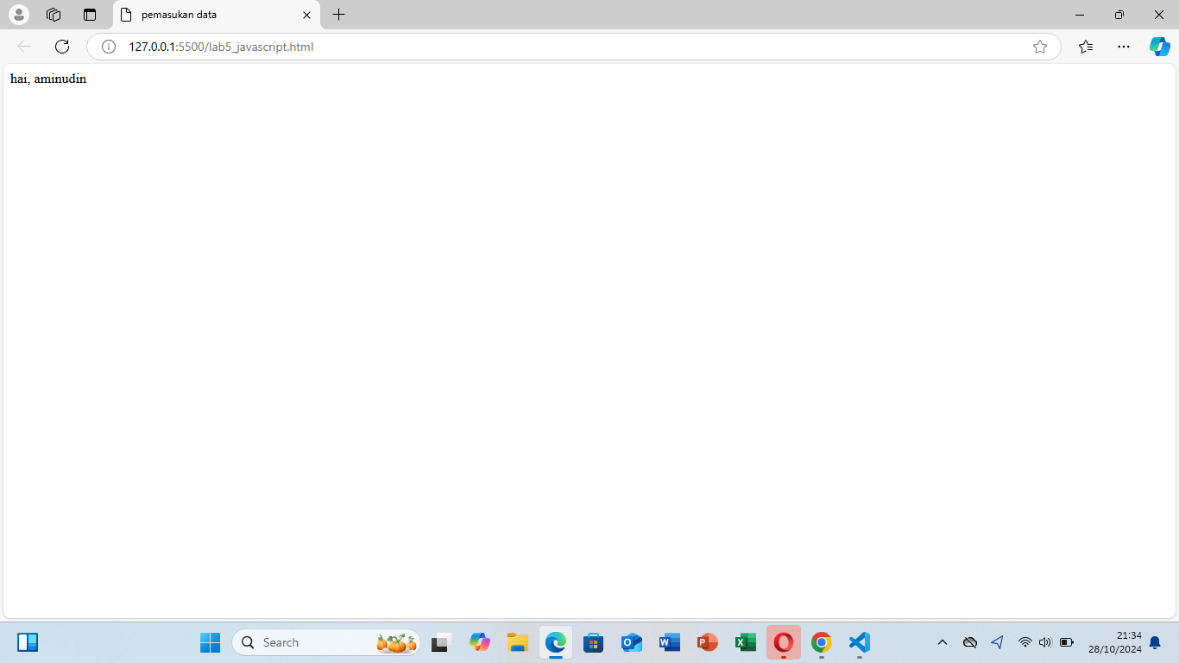 pemasukan data
127.0.0.1:5500/lab5_javascript.html
hai, aminudin
Search
21:34
28/10/2024